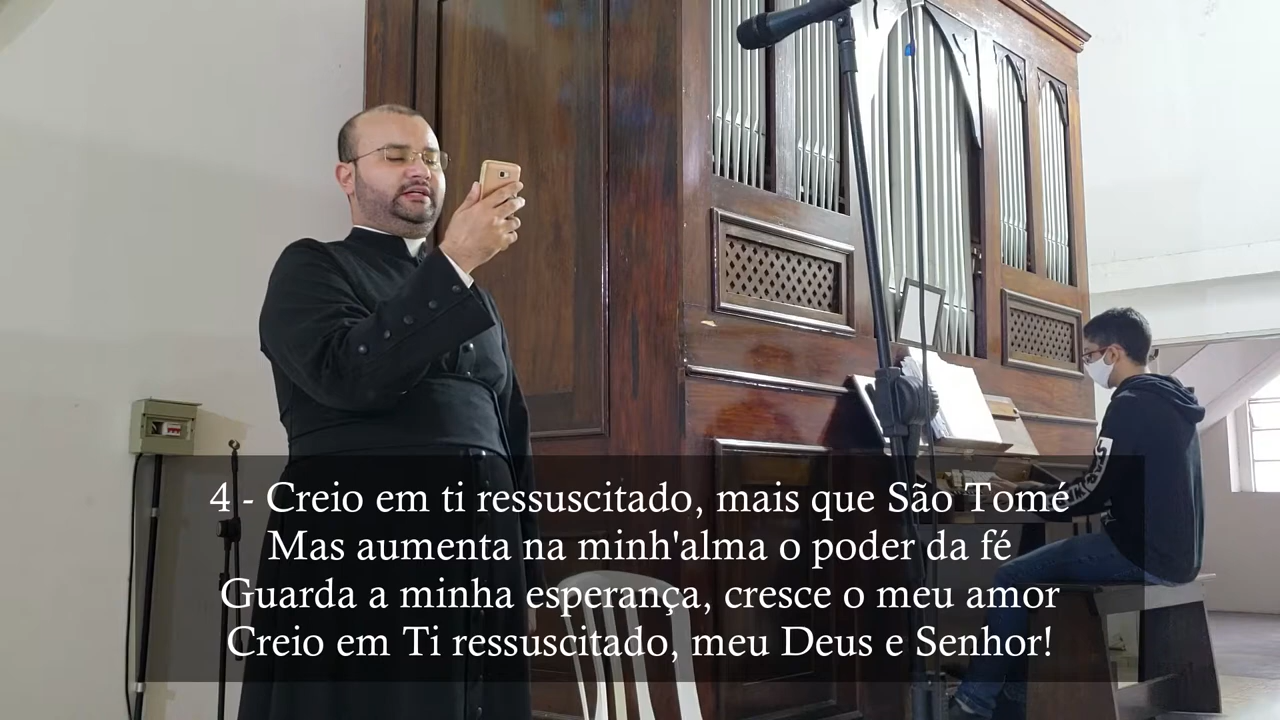 4 - Creio em ti ressuscitado, mais que São Tomé
Mas aumenta na minh'alma o poder da fé
Guarda a minha esperança, cresce o meu amor
Creio em Ti ressuscitado, meu Deus e Senhor!